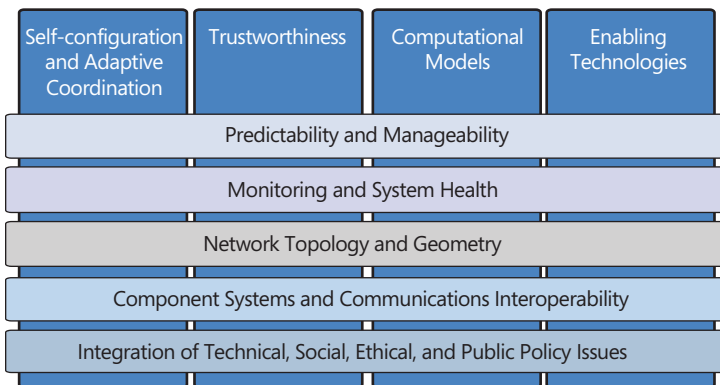 Self-configuration
and Adaptive
Coordination
Trustworthiness
Computational
Models
Enabling
Technologies
Predictability and Manageability
Monitoring and System Health
Network Topology and Geometry
Component Systems and Communications Interoperability
Integration of Technical, Social, Ethical, and Public Policy Issues